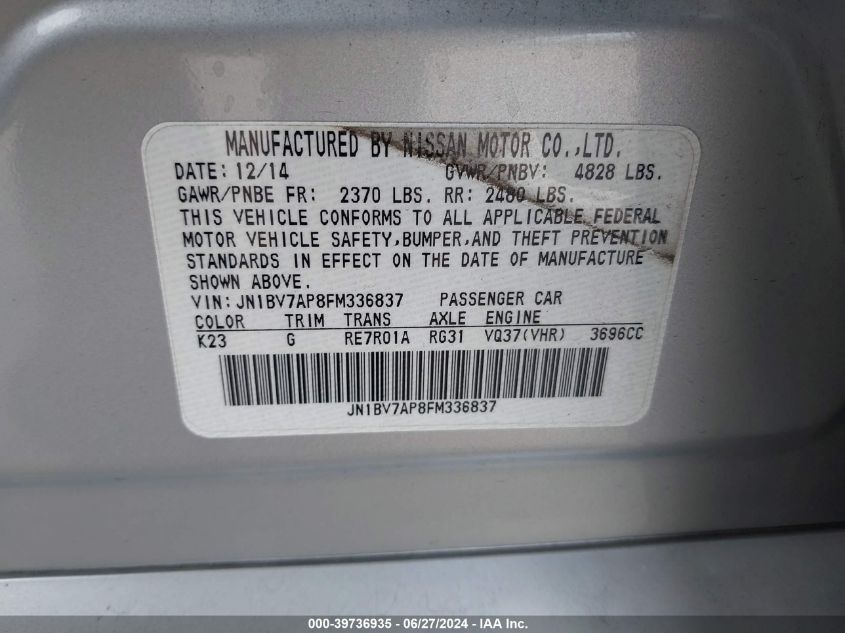 MANUFACTURED BY NISSAN MOTOR CO.,LTD.
DATE: 12/14 GVWR/PNBV: 4828 LBS.
GAWR/PNBE FR: 2370 LBS. RR: 2480 LBS.
THIS VEHICLE CONFORMS TO ALL APPLICABLE FEDERAL
MOTOR VEHICLE SAFETY,BUMPER,AND THEFT PREVENTION
STANDARDS IN EFFECT ON THE DATE OF MANUFACTURE
SHOWN ABOVE.
VIN: JN1BV7AP8FM336837 PASSENGER CAR
COLOR TRIM TRANS AXLE ENGINE
K23 G RE7R01A RG31 VQ37(VHR) 3696CC
JN1BV7AP8FM336837
000-39736935 - 06/27/2024 - IAA Inc.